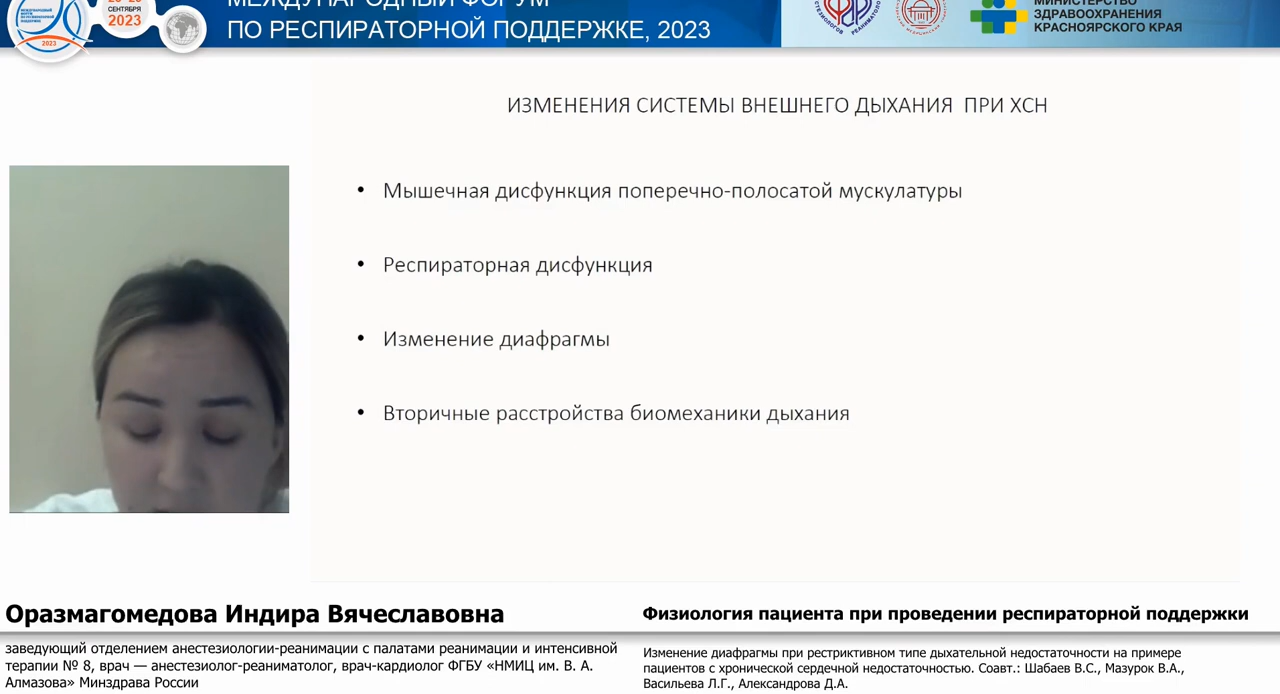 МЕЖДУНАРОДНЫЙ ФОРУМ
ПО РЕСПИРАТОРНОЙ ПОДДЕРЖКЕ, 2023
СЕНТЯБРЯ
2023
2023
МИНИСТЕРСТВО
ЗДРАВООХРАНЕНИЯ
КРАСНОЯРСКОГО КРАЯ
ИЗМЕНЕНИЯ СИСТЕМЫ ВНЕШНЕГО ДЫХАНИЯ ПРИ ХСН
• Мышечная дисфункция поперечно-полосатой мускулатуры
• Респираторная дисфункция
• Изменение диафрагмы
• Вторичные расстройства биомеханики дыхания
Оразмагомедова Индира Вячеславовна
заведующий отделением анестезиологии-реанимации с палатами реанимации и интенсивной
терапии № 8, врач — анестезиолог-реаниматолог, врач-кардиолог ФГБУ «НМИЦ им. В. А.
Алмазова» Минздрава России
Физиология пациента при проведении респираторной поддержки
Изменение диафрагмы при рестриктивном типе дыхательной недостаточности на примере
пациентов с хронической сердечной недостаточностью. Соавт.: Шабаев В.С., Мазурок В.А.,
Васильева Л.Г., Александрова Д.А.